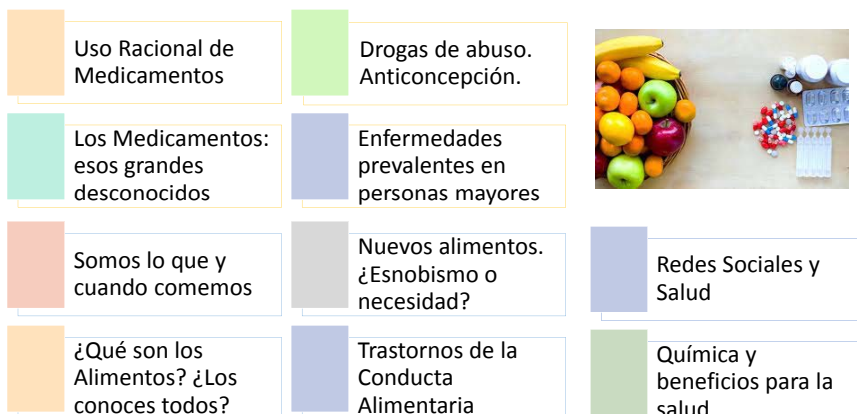 Uso Racional de
Medicamentos
Los Medicamentos:
esos grandes
desconocidos
Somos lo que y
cuando comemos
¿Qué son los
Alimentos? ¿Los
conoces todos?
Drogas de abuso.
Anticoncepción.
Enfermedades
prevalentes en
personas mayores
Nuevos alimentos.
¿Esnobismo o
necesidad?
Trastornos de la
Conducta
Alimentaria
Redes Sociales y
Salud
Química y
beneficios para la
salud